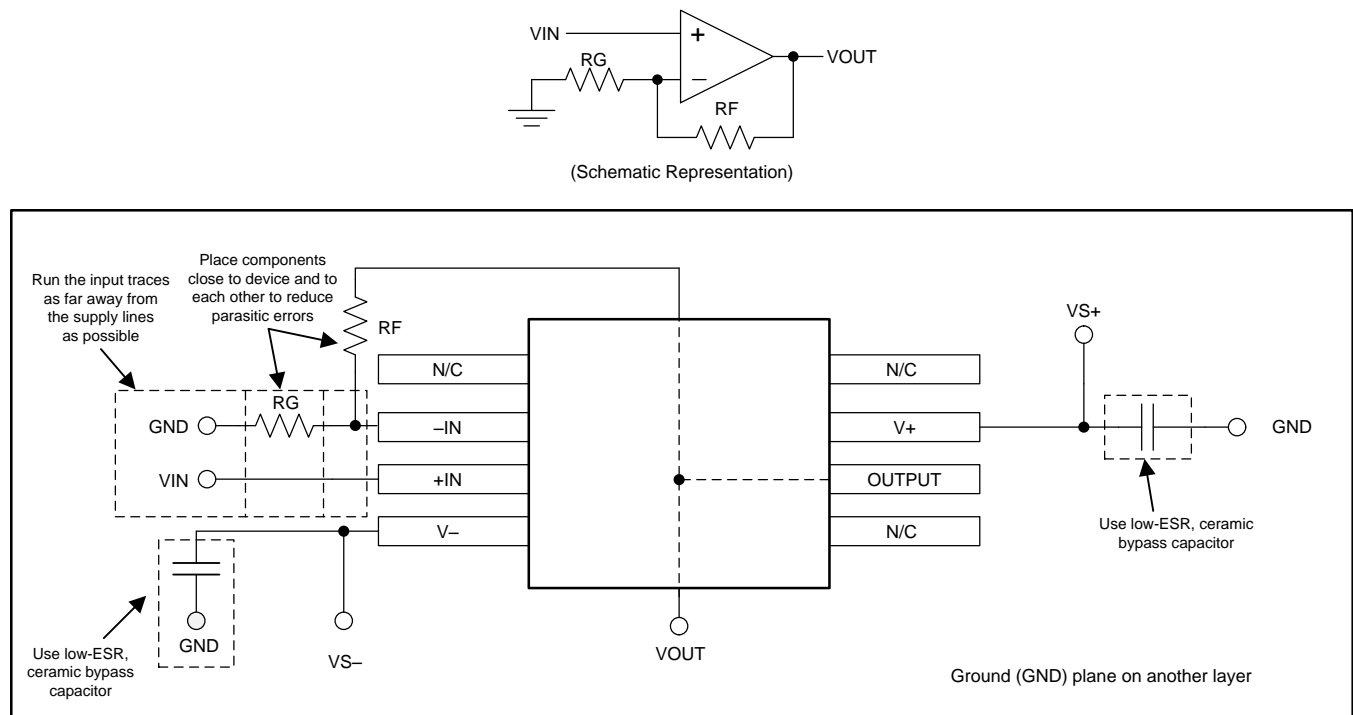 VIN
+
RG
–
VOUT
RF
(Schematic Representation)
Run the input traces
as far away from
the supply lines
as possible
Place components
close to device and to
each other to reduce
parasitic errors
RF
VS+
N/C
N/C
RG
GND
–IN
V+
GND
VIN
+IN
OUTPUT
V–
N/C
Use low-ESR, ceramic
bypass capacitor
GND
VS–
VOUT
Use low-ESR,
ceramic bypass
capacitor
Ground (GND) plane on another layer